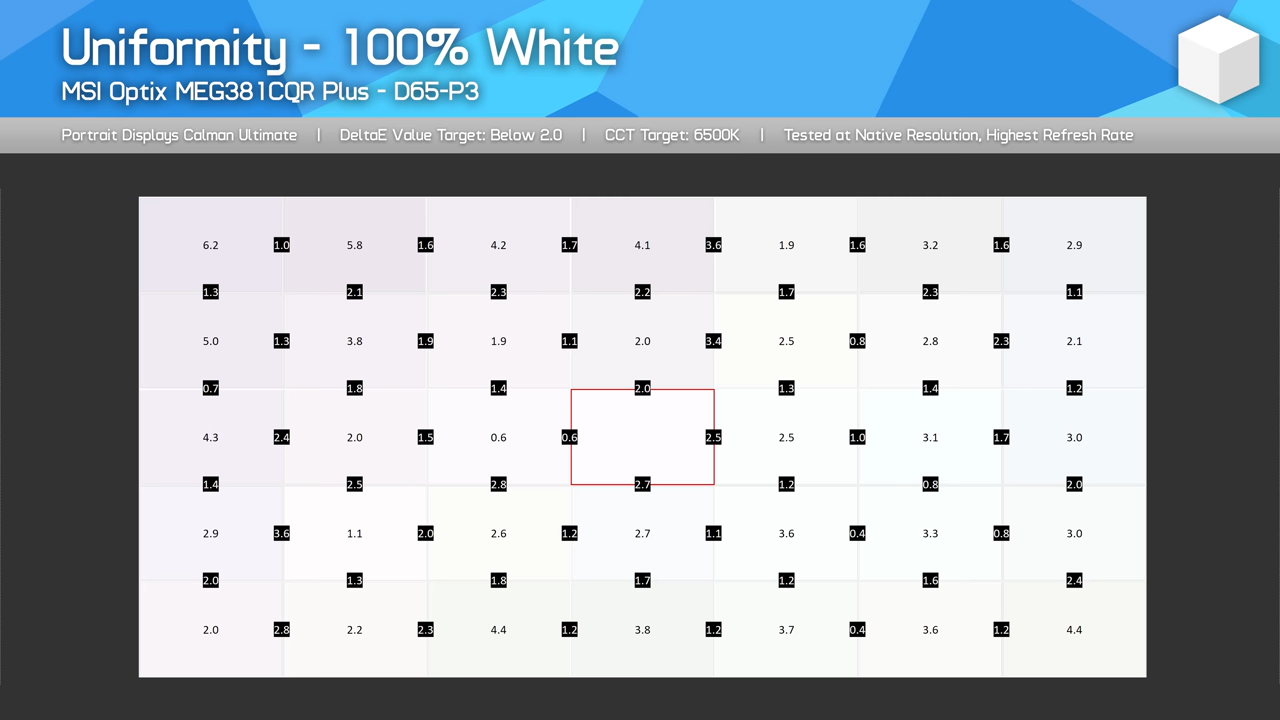 Uniformity - 100% White
MSI Optix MEG381CQR Plus - D65-P3
Portrait Displays Calman Ultimate | DeltaE Value Target: Below 2.0 | CCT Target: 6500K | Tested at Native Resolution, Highest Refresh Rate
6.2 1.0 5.8 1.6 4.2 1.7 4.1 3.6 1.9 1.6 3.2 1.6 2.9
1.3 2.1 2.3 2.2 1.7 2.3 1.1
5.0 1.3 3.8 1.9 1.9 1.1 2.0 3.4 2.5 0.8 2.8 2.3 2.1
0.7 1.8 1.4 2.0 1.3 1.4 1.2
4.3 2.4 2.0 1.5 0.6 0.6 2.5 2.5 1.0 3.1 1.7 3.0
1.4 2.5 2.8 2.7 1.2 0.8 2.0
2.9 3.6 1.1 2.0 2.6 1.2 2.7 1.1 3.6 0.4 3.3 0.8 3.0
2.0 1.3 1.8 1.7 1.2 1.6 2.4
2.0 2.8 2.2 2.3 4.4 1.2 3.8 1.2 3.7 0.4 3.6 1.2 4.4